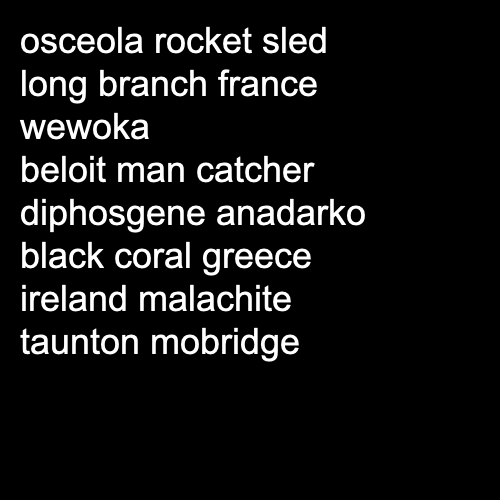 osceola rocket sled
long branch france
wewoka
beloit man catcher
diphosgene anadarko
black coral greece
ireland malachite
taunton mobridge